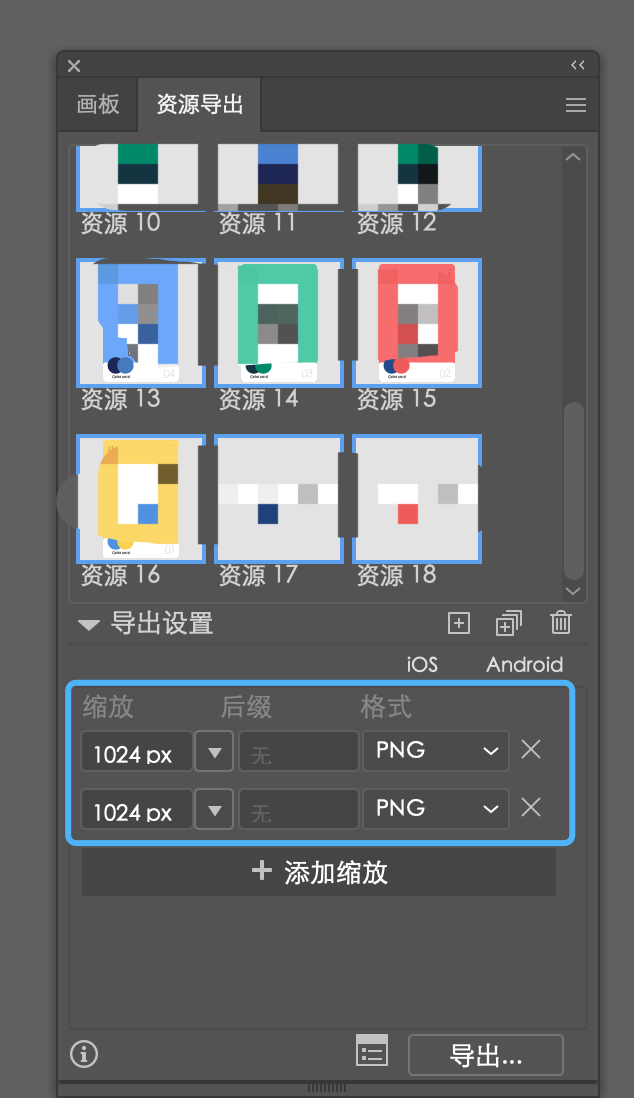 画板 资源导出
资源 10 资源 11 资源 12
04 03 02
资源 13 资源 14 资源 15
01
资源 16 资源 17 资源 18
导出设置
iOS Android
缩放 后缀 格式
1024 px 无 PNG
1024 px 无 PNG
+ 添加缩放
导出...